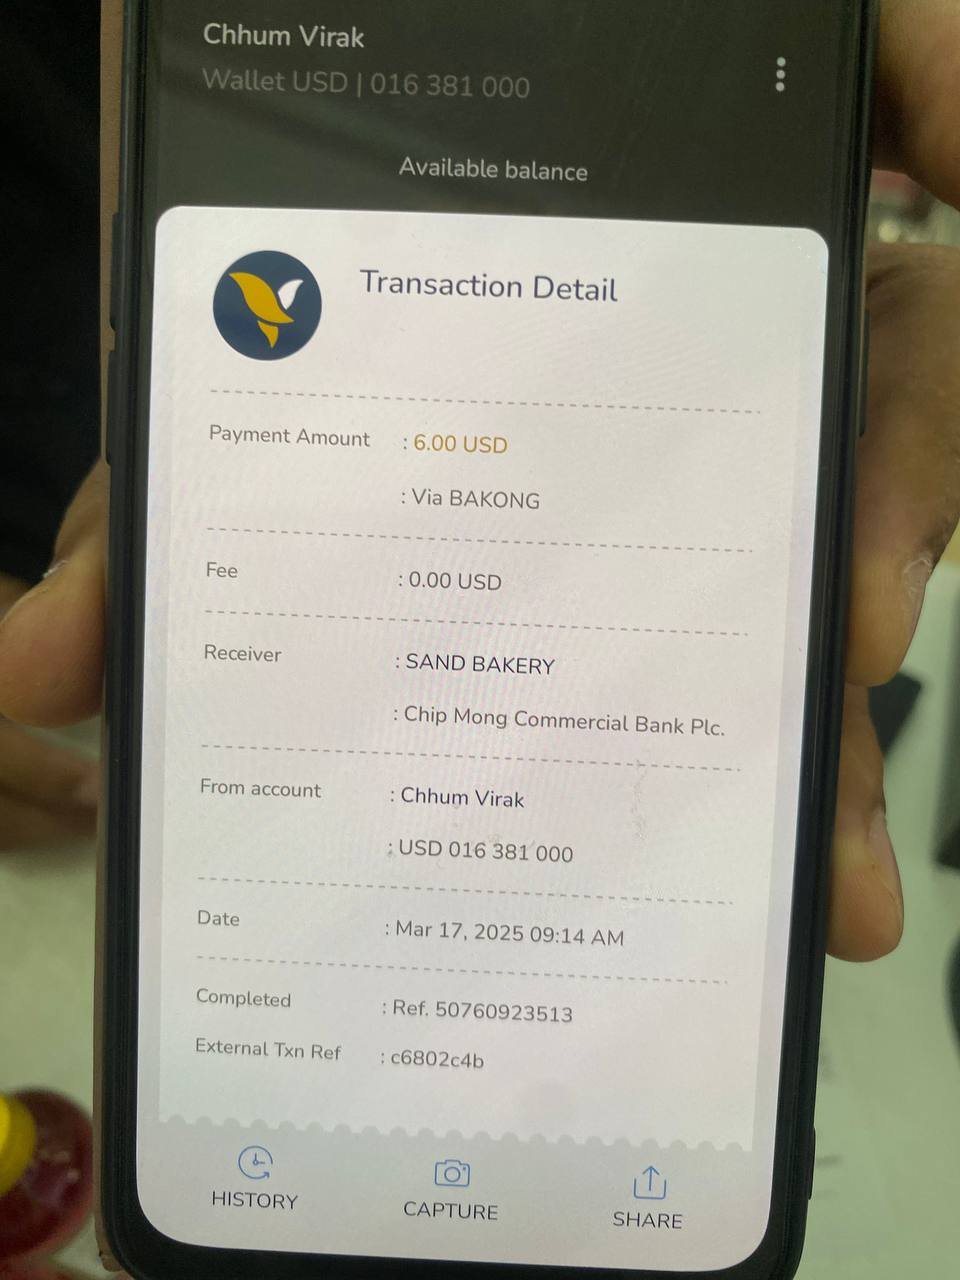 Chhum Virak
Wallet USD | 016 381 000
Available balance
Transaction Detail
Payment Amount : 6.00 USD
: Via BAKONG
Fee : 0.00 USD
Receiver : SAND BAKERY
: Chip Mong Commercial Bank Plc.
From account : Chhum Virak
: USD 016 381 000
Date : Mar 17, 2025 09:14 AM
Completed : Ref. 50760923513
External Txn Ref : c6802c4b
HISTORY CAPTURE SHARE